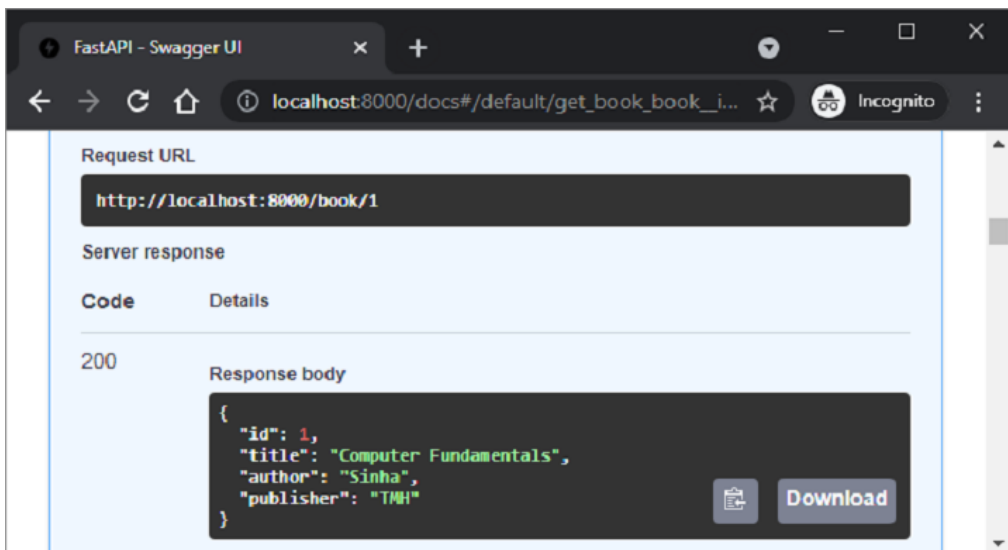 FastAPI - Swagger UI
localhost:8000/docs#/default/get_book_book__i...
Incognito
Request URL
http://localhost:8000/book/1
Server response
Code Details
200
Response body
{
"id": 1,
"title": "Computer Fundamentals",
"author": "Sinha",
"publisher": "TMH"
}
Download